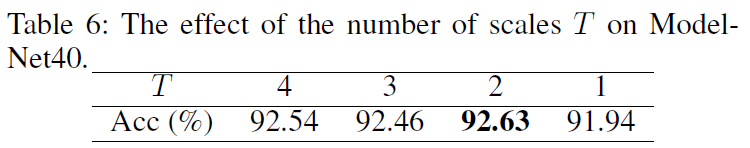 Table 6: The effect of the number of scales T on Model-
Net40.
T 4 3 2 1
Acc (%) 92.54 92.46 92.63 91.94